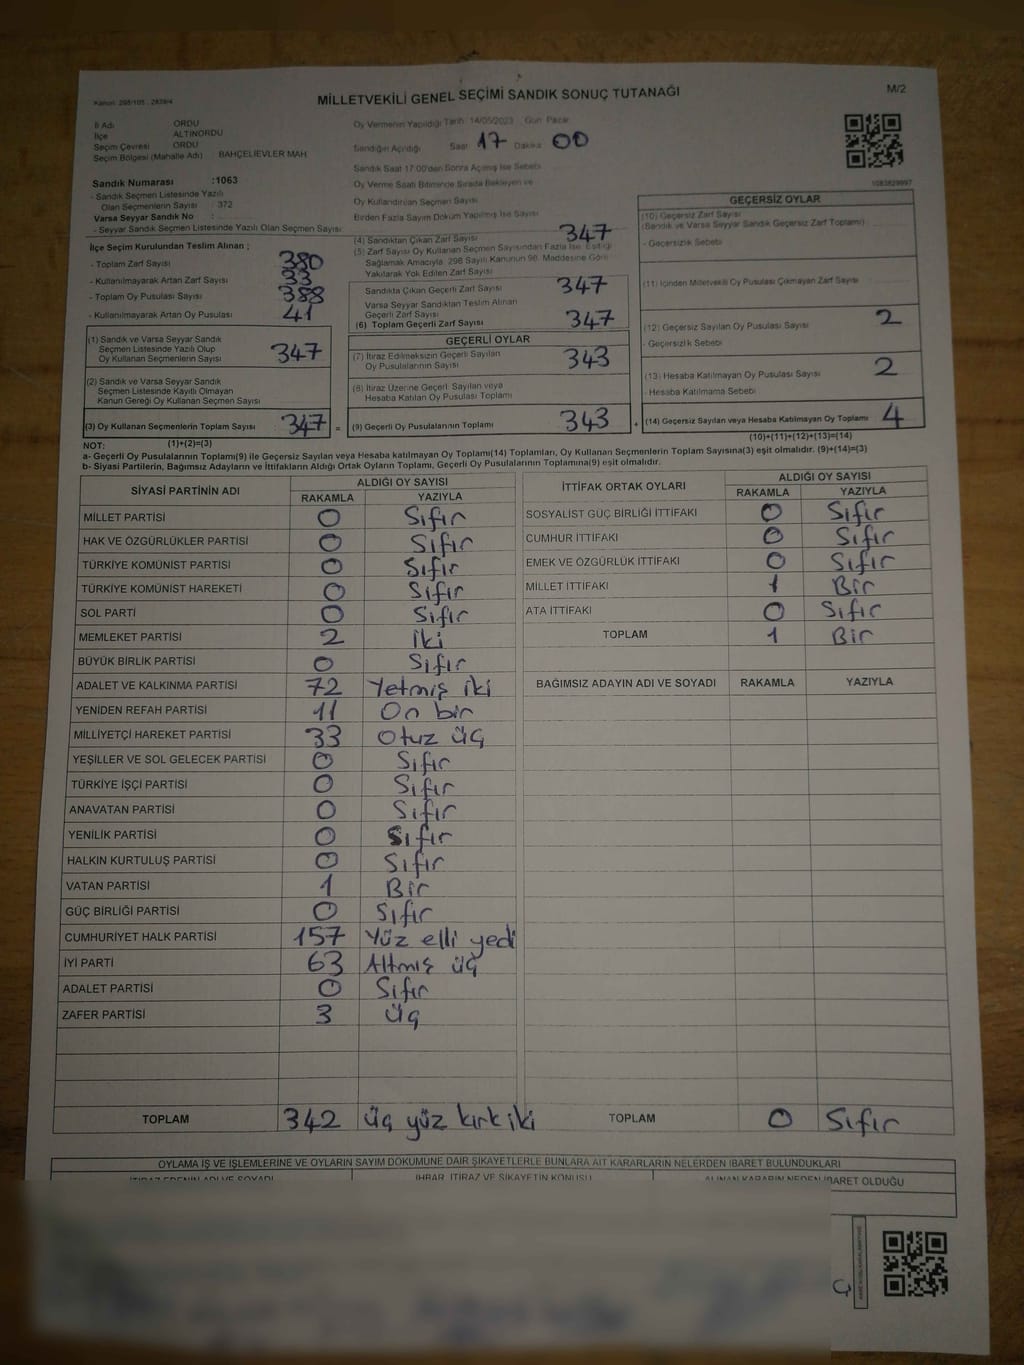 Kanun: 298/105 , 2839/4
MİLLETVEKİLİ GENEL SEÇİMİ SANDIK SONUÇ TUTANAĞI
M/2
İl Adı ORDU
İlçe ALTINORDU
Seçim Çevresi ORDU
Seçim Bölgesi (Mahalle Adı) BAHÇELİEVLER MAH.
Sandık Numarası :1063
- Sandık Seçmen Listesinde Yazılı
Olan Seçmenlerin Sayısı : 372
Varsa Seyyar Sandık No :
- Seyyar Sandık Seçmen Listesinde Yazılı Olan Seçmen Sayısı
Oy Vermenin Yapıldığı Tarih: 14/05/2023 Gün: Pazar
Sandığın Açıldığı Saat 17 Dakika 00
Sandık Saat 17:00'den Sonra Açılmış İse Sebebi
Oy Verme Saati Bitiminde Sırada Bekleyen ve
Oy Kullandırılan Seçmen Sayısı
Birden Fazla Sayım Döküm Yapılmış İse Sayısı
1083829997
İlçe Seçim Kurulundan Teslim Alınan ;
- Toplam Zarf Sayısı 380
- Kullanılmayarak Artan Zarf Sayısı 33
- Toplam Oy Pusulası Sayısı 388
- Kullanılmayarak Artan Oy Pusulası 41
(1) Sandık ve Varsa Seyyar Sandık
Seçmen Listesinde Yazılı Olup
Oy Kullanan Seçmenlerin Sayısı 347
(2) Sandık ve Varsa Seyyar Sandık
Seçmen Listesinde Kayıtlı Olmayan
Kanun Gereği Oy Kullanan Seçmen Sayısı
(3) Oy Kullanan Seçmenlerin Toplam Sayısı 347 =
(4) Sandıktan Çıkan Zarf Sayısı 347
(5) Zarf Sayısı Oy Kullanan Seçmen Sayısından Fazla İse, Eşitliği
Sağlamak Amacıyla, 298 Sayılı Kanunun 98. Maddesine Göre
Yakılarak Yok Edilen Zarf Sayısı
Sandıkta Çıkan Geçerli Zarf Sayısı 347
Varsa Seyyar Sandıktan Teslim Alınan
Geçerli Zarf Sayısı
(6) Toplam Geçerli Zarf Sayısı 347
GEÇERLİ OYLAR
(7) İtiraz Edilmeksizin Geçerli Sayılan
Oy Pusulalarının Sayısı 343
(8) İtiraz Üzerine Geçerli Sayılan veya
Hesaba Katılan Oy Pusulası Toplamı
(9) Geçerli Oy Pusulalarının Toplamı 343 +
GEÇERSİZ OYLAR
(10) Geçersiz Zarf Sayısı
(Sandık ve Varsa Seyyar Sandık Geçersiz Zarf Toplamı)
- Geçersizlik Sebebi
(11) İçinden Milletvekili Oy Pusulası Çıkmayan Zarf Sayısı
(12) Geçersiz Sayılan Oy Pusulası Sayısı 2
- Geçersizlik Sebebi
(13) Hesaba Katılmayan Oy Pusulası Sayısı 2
- Hesaba Katılmama Sebebi
(14) Geçersiz Sayılan veya Hesaba Katılmayan Oy Toplamı 4
NOT: (1)+(2)=(3)
(10)+(11)+(12)+(13)=(14)
a- Geçerli Oy Pusulalarının Toplamı(9) ile Geçersiz Sayılan veya Hesaba katılmayan Oy Toplamı(14) Toplamları, Oy Kullanan Seçmenlerin Toplam Sayısına(3) eşit olmalıdır. (9)+(14)=(3)
b- Siyasi Partilerin, Bağımsız Adayların ve İttifakların Aldığı Ortak Oyların Toplamı, Geçerli Oy Pusulalarının Toplamına(9) eşit olmalıdır.
SİYASİ PARTİNİN ADI ALDIĞI OY SAYISI
RAKAMLA YAZIYLA
MİLLET PARTİSİ 0 Sıfır
HAK VE ÖZGÜRLÜKLER PARTİSİ 0 Sıfır
TÜRKİYE KOMÜNİST PARTİSİ 0 Sıfır
TÜRKİYE KOMÜNİST HAREKETİ 0 Sıfır
SOL PARTİ 0 Sıfır
MEMLEKET PARTİSİ 2 iki
BÜYÜK BİRLİK PARTİSİ 0 Sıfır
ADALET VE KALKINMA PARTİSİ 72 Yetmiş iki
YENİDEN REFAH PARTİSİ 11 On bir
MİLLİYETÇİ HAREKET PARTİSİ 33 Otuz üç
YEŞİLLER VE SOL GELECEK PARTİSİ 0 Sıfır
TÜRKİYE İŞÇİ PARTİSİ 0 Sıfır
ANAVATAN PARTİSİ 0 Sıfır
YENİLİK PARTİSİ 0 Sıfır
HALKIN KURTULUŞ PARTİSİ 0 Sıfır
VATAN PARTİSİ 1 Bir
GÜÇ BİRLİĞİ PARTİSİ 0 Sıfır
CUMHURİYET HALK PARTİSİ 157 Yüz elli yedi
İYİ PARTİ 63 Altmış üç
ADALET PARTİSİ 0 Sıfır
ZAFER PARTİSİ 3 üç
TOPLAM 342 üç yüz kırk iki
İTTİFAK ORTAK OYLARI ALDIĞI OY SAYISI
RAKAMLA YAZIYLA
SOSYALİST GÜÇ BİRLİĞİ İTTİFAKI 0 Sıfır
CUMHUR İTTİFAKI 0 Sıfır
EMEK VE ÖZGÜRLÜK İTTİFAKI 0 Sıfır
MİLLET İTTİFAKI 1 Bir
ATA İTTİFAKI 0 Sıfır
TOPLAM 1 Bir
BAĞIMSIZ ADAYIN ADI VE SOYADI RAKAMLA YAZIYLA
TOPLAM 0 Sıfır
OYLAMA İŞ VE İŞLEMLERİNE VE OYLARIN SAYIM DÖKÜMÜNE DAİR ŞİKAYETLERLE BUNLARA AİT KARARLARIN NELERDEN İBARET BULUNDUKLARI
İTİRAZ EDENİN ADI VE SOYADI İHBAR, İTİRAZ VE ŞİKAYETİN KONUSU ALINAN KARARIN NEDEN İBARET OLDUĞU